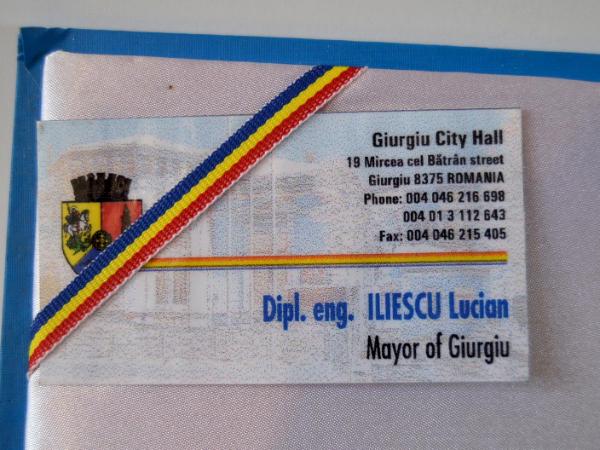 Giurgiu City Hall
19 Mircea cel Bătrân street
Giurgiu 8375 ROMANIA
Phone: 004 046 216 698
004 01 3 112 643
Fax: 004 046 215 405
Dipl. eng. ILIESCU Lucian
Mayor of Giurgiu